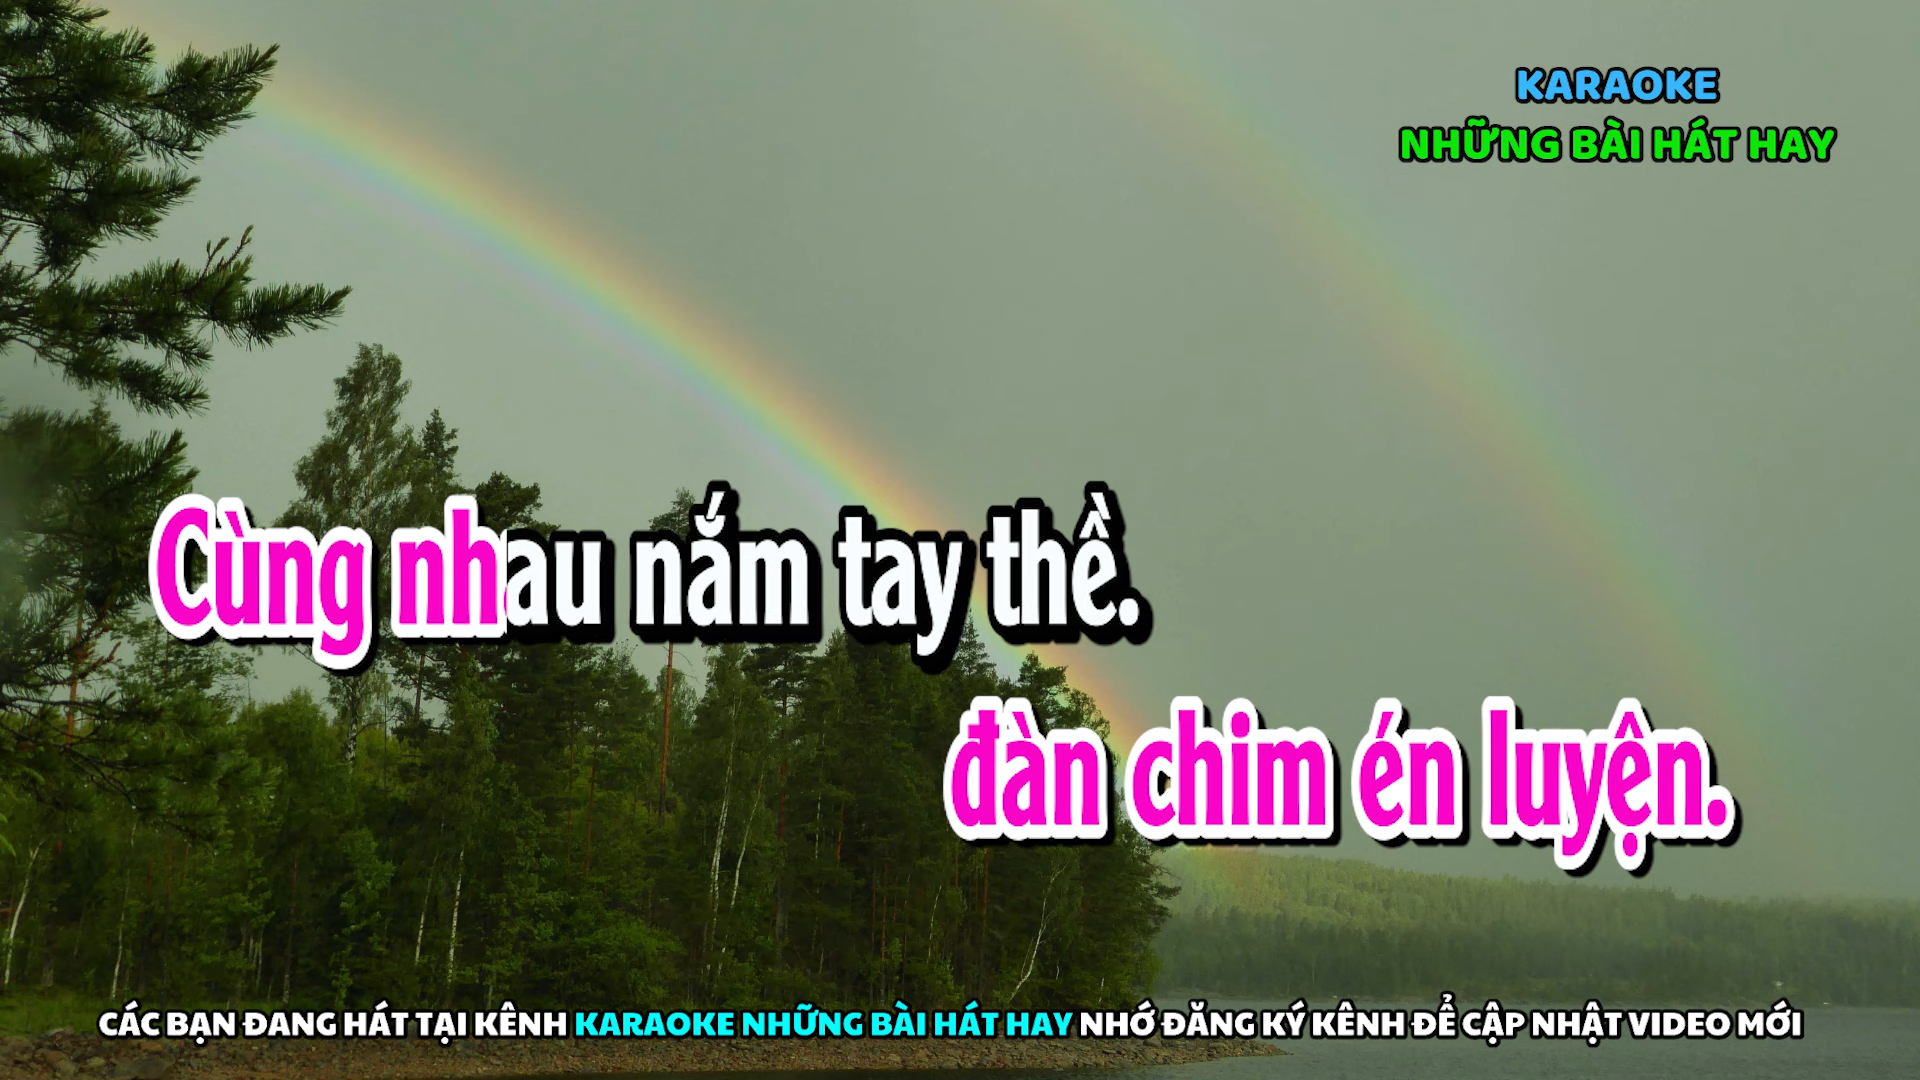 KARAOKE
NHỮNG BÀI HÁT HAY
Cùng nhau nắm tay thề.
đàn chim én luyện.
CÁC BẠN ĐANG HÁT TẠI KÊNH KARAOKE NHỮNG BÀI HÁT HAY NHỚ ĐĂNG KÝ KÊNH ĐỂ CẬP NHẬT VIDEO MỚI